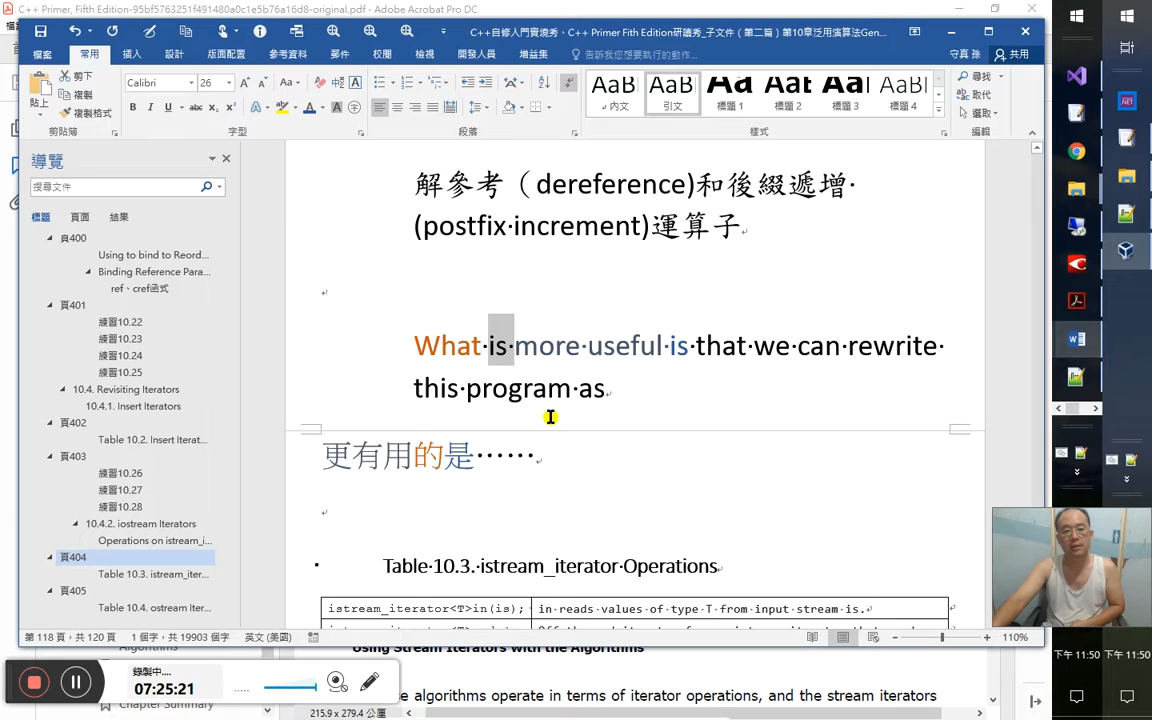 C++ Primer, Fifth Edition-95bf5763251f491480a0c1e5b76a16d8-original.pdf - Adobe Acrobat Pro DC
C++自修入門實境秀、C++ Primer Fifth Edition研讀秀_子文件（第二篇）第10章泛用演算法Gen...
檔案
常用
插入
設計
版面配置
參考資料
郵件
校閱
檢視
開發人員
增益集
告訴我您想要執行的動作...
守真 孫
共用
貼上
剪下
複製
複製格式
剪貼簿
Calibri
26
字型
段落
AaB
AaB
Aa
Aat
AaB
AaBl
內文
引文
標題 1
標題 2
標題 3
標題 4
樣式
尋找
取代
選取
編輯
導覽
搜尋文件
標題
頁面
結果
頁400
Using to bind to Reord...
Binding Reference Para...
ref、cref函式
頁401
練習10.22
練習10.23
練習10.24
練習10.25
10.4. Revisiting Iterators
10.4.1. Insert Iterators
頁402
Table 10.2. Insert Iterat...
頁403
練習10.26
練習10.27
練習10.28
10.4.2. iostream Iterators
Operations on istream_i...
頁404
Table 10.3. istream_iter...
頁405
Table 10.4. ostream Iter...
解參考（dereference)和後綴遞增·
(postfix·increment)運算子
What·is·more·useful·is·that·we·can·rewrite·
this·program·as
更有用的是……
Table·10.3.·istream_iterator·Operations
istream_iterator<T>in(is);
in·reads·values·of·type·T·from·input·stream·is.
第 118 頁，共 120 頁
1 個字，共 19903 個字
英文 (美國)
110%
Using Stream Iterators with the Algorithms
algorithms operate in terms of iterator operations, and the stream iterators
Algorithms
Chapter Summary
215.9 x 279.4 公釐
錄製中....
07:25:21
下午 11:50
下午 11:50